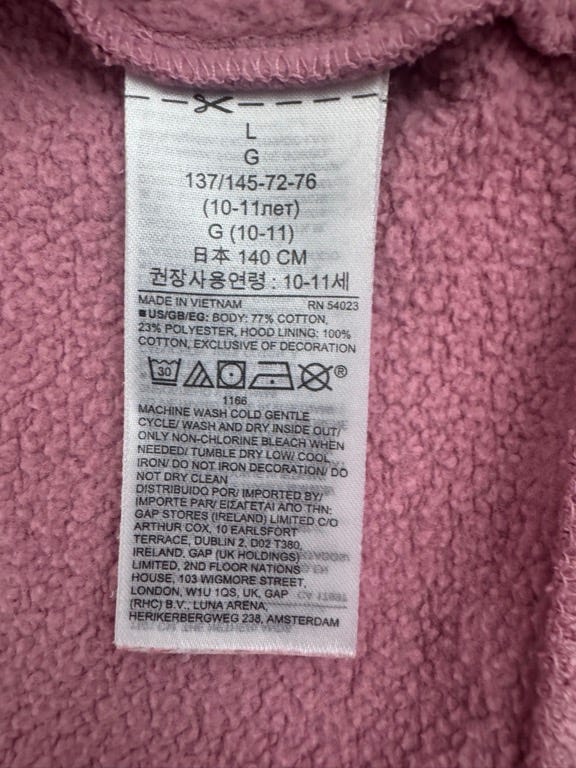 L
G
137/145-72-76
(10-11лет)
G (10-11)
日本 140 CM
권장사용연령 : 10-11세
MADE IN VIETNAM RN 54023
■US/GB/EG: BODY: 77% COTTON,
23% POLYESTER, HOOD LINING: 100%
COTTON, EXCLUSIVE OF DECORATION
30 ®
1166
MACHINE WASH COLD GENTLE
CYCLE/ WASH AND DRY INSIDE OUT/
ONLY NON-CHLORINE BLEACH WHEN
NEEDED/ TUMBLE DRY LOW/ COOL
IRON/ DO NOT IRON DECORATION/ DO
NOT DRY CLEAN
DISTRIBUIDO POR/ IMPORTED BY/
IMPORTE PAR/ ΕΙΣΑΓΕΤΑΙ ΑΠΟ ΤΗΝ:
GAP STORES (IRELAND) LIMITED C/O
ARTHUR COX, 10 EARLSFORT
TERRACE, DUBLIN 2, D02 T380,
IRELAND, GAP (UK HOLDINGS)
LIMITED, 2ND FLOOR NATIONS
HOUSE, 103 WIGMORE STREET,
LONDON, W1U 1QS, UK, GAP
(RHC) B.V., LUNA ARENA,
HERIKERBERGWEG 238, AMSTERDAM